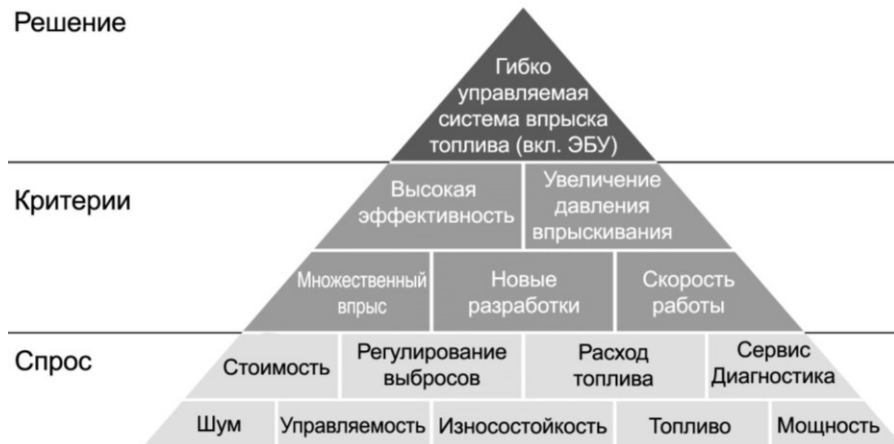 Решение
Гибко
управляемая
система впрыска
топлива (вкл. ЭБУ)
Критерии
Высокая
эффективность
Увеличение
давления
впрыскивания
Множественный
впрыс
Новые
разработки
Скорость
работы
Спрос
Стоимость
Регулирование
выбросов
Расход
топлива
Сервис
Диагностика
Шум
Управляемость
Износостойкость
Топливо
Мощность